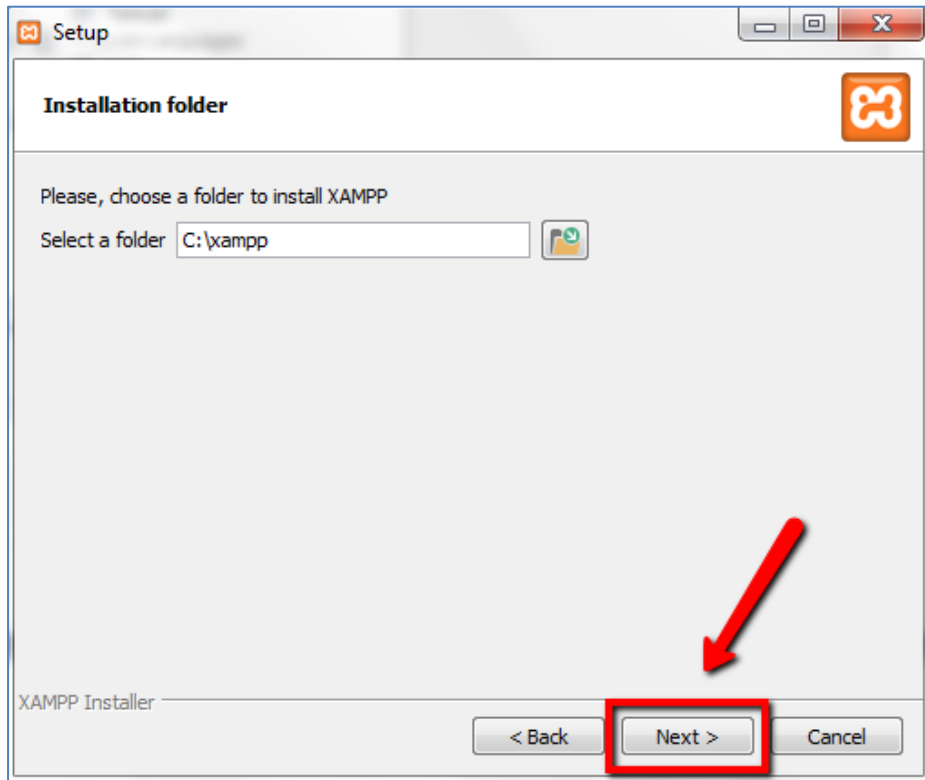 Setup
Installation folder
Please, choose a folder to install XAMPP
Select a folder C:\xampp
XAMPP Installer
< Back Next > Cancel